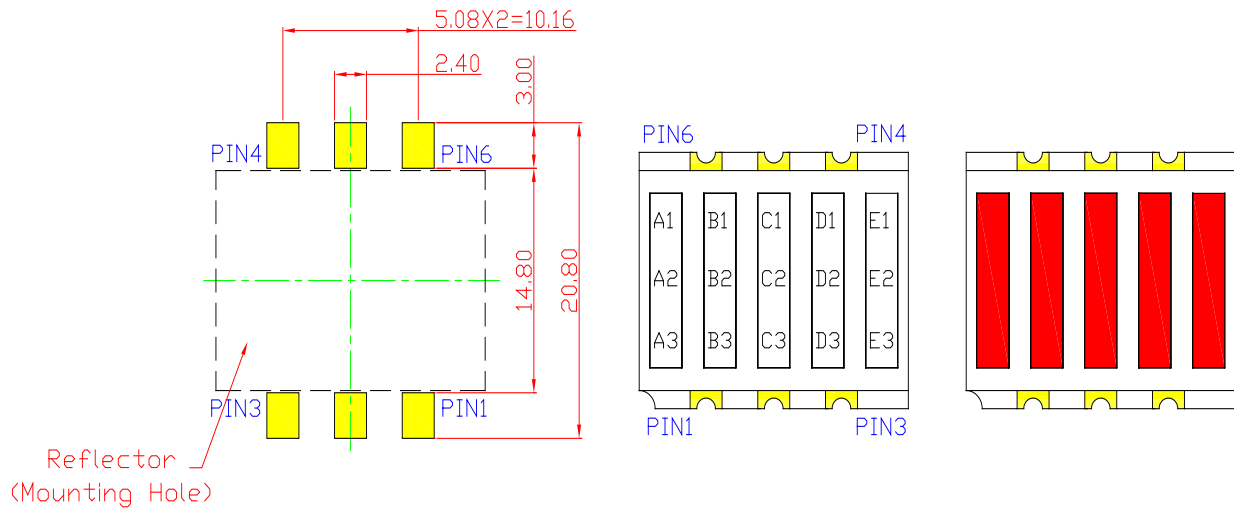 5.08X2=10.16
2.40
3.00
PIN4
PIN6
14.80
20.80
PIN3
PIN1
Reflector
(Mounting Hole)
PIN6
PIN4
A1 B1 C1 D1 E1
A2 B2 C2 D2 E2
A3 B3 C3 D3 E3
PIN1
PIN3